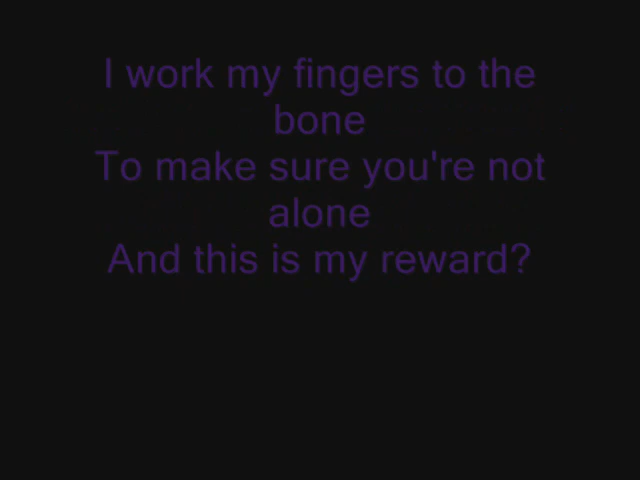 I work my fingers to the
bone
To make sure you're not
alone
And this is my reward?